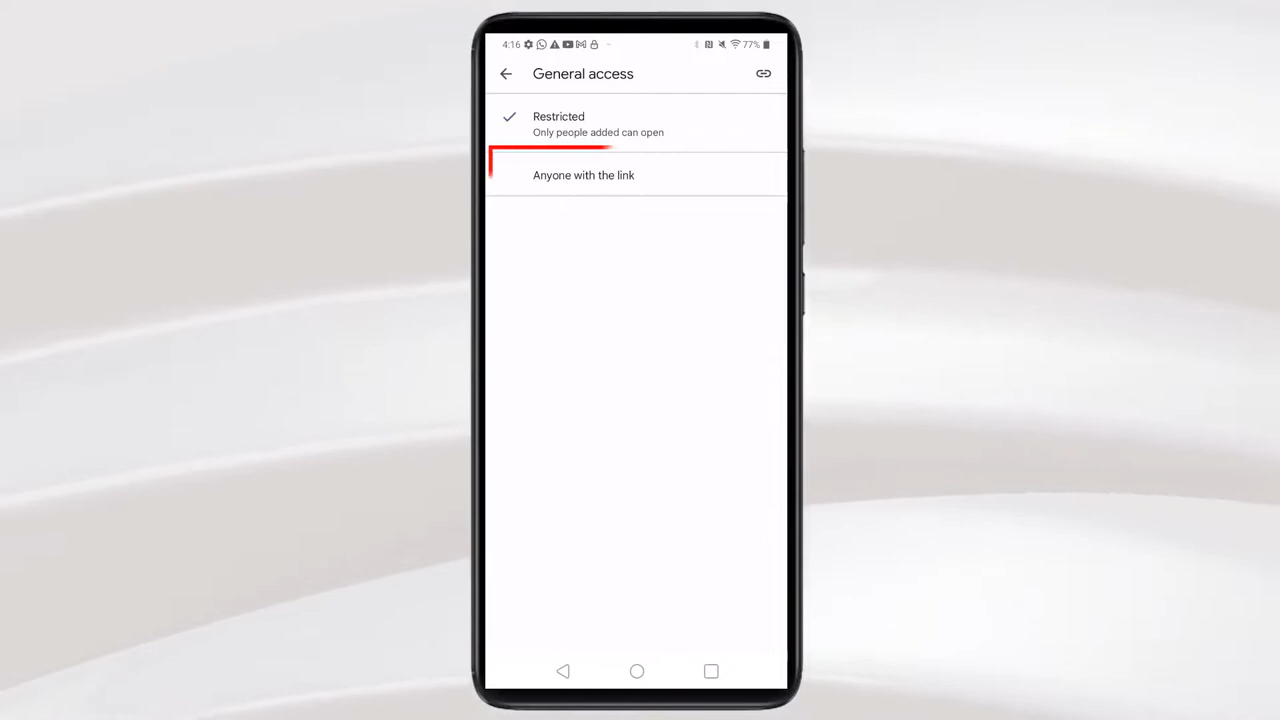 4:16 77%
General access
Restricted
Only people added can open
Anyone with the link